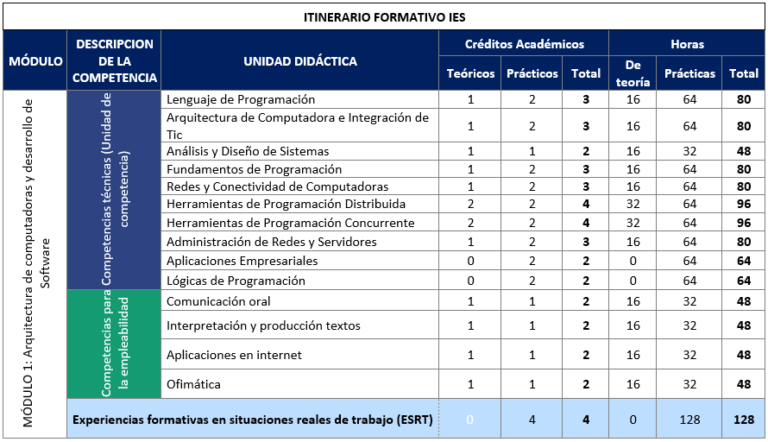 ITINERARIO FORMATIVO IES
MÓDULO
DESCRIPCION
DE LA
COMPETENCIA
UNIDAD DIDÁCTICA
Créditos Académicos
Horas
Teóricos Prácticos Total De teoría Prácticas Total
MÓDULO 1: Arquitectura de computadoras y desarrollo de
Software
Competencias técnicas (Unidad de
competencia)
Lenguaje de Programación 1 2 3 16 64 80
Arquitectura de Computadora e Integración de
Tic 1 2 3 16 64 80
Análisis y Diseño de Sistemas 1 1 2 16 32 48
Fundamentos de Programación 1 2 3 16 64 80
Redes y Conectividad de Computadoras 1 2 3 16 64 80
Herramientas de Programación Distribuida 2 2 4 32 64 96
Herramientas de Programación Concurrente 2 2 4 32 64 96
Administración de Redes y Servidores 1 2 3 16 64 80
Aplicaciones Empresariales 0 2 2 0 64 64
Lógicas de Programación 0 2 2 0 64 64
Competencias para
la empleabilidad
Comunicación oral 1 1 2 16 32 48
Interpretación y producción textos 1 1 2 16 32 48
Aplicaciones en internet 1 1 2 16 32 48
Ofimática 1 1 2 16 32 48
Experiencias formativas en situaciones reales de trabajo (ESRT) 0 4 4 0 128 128